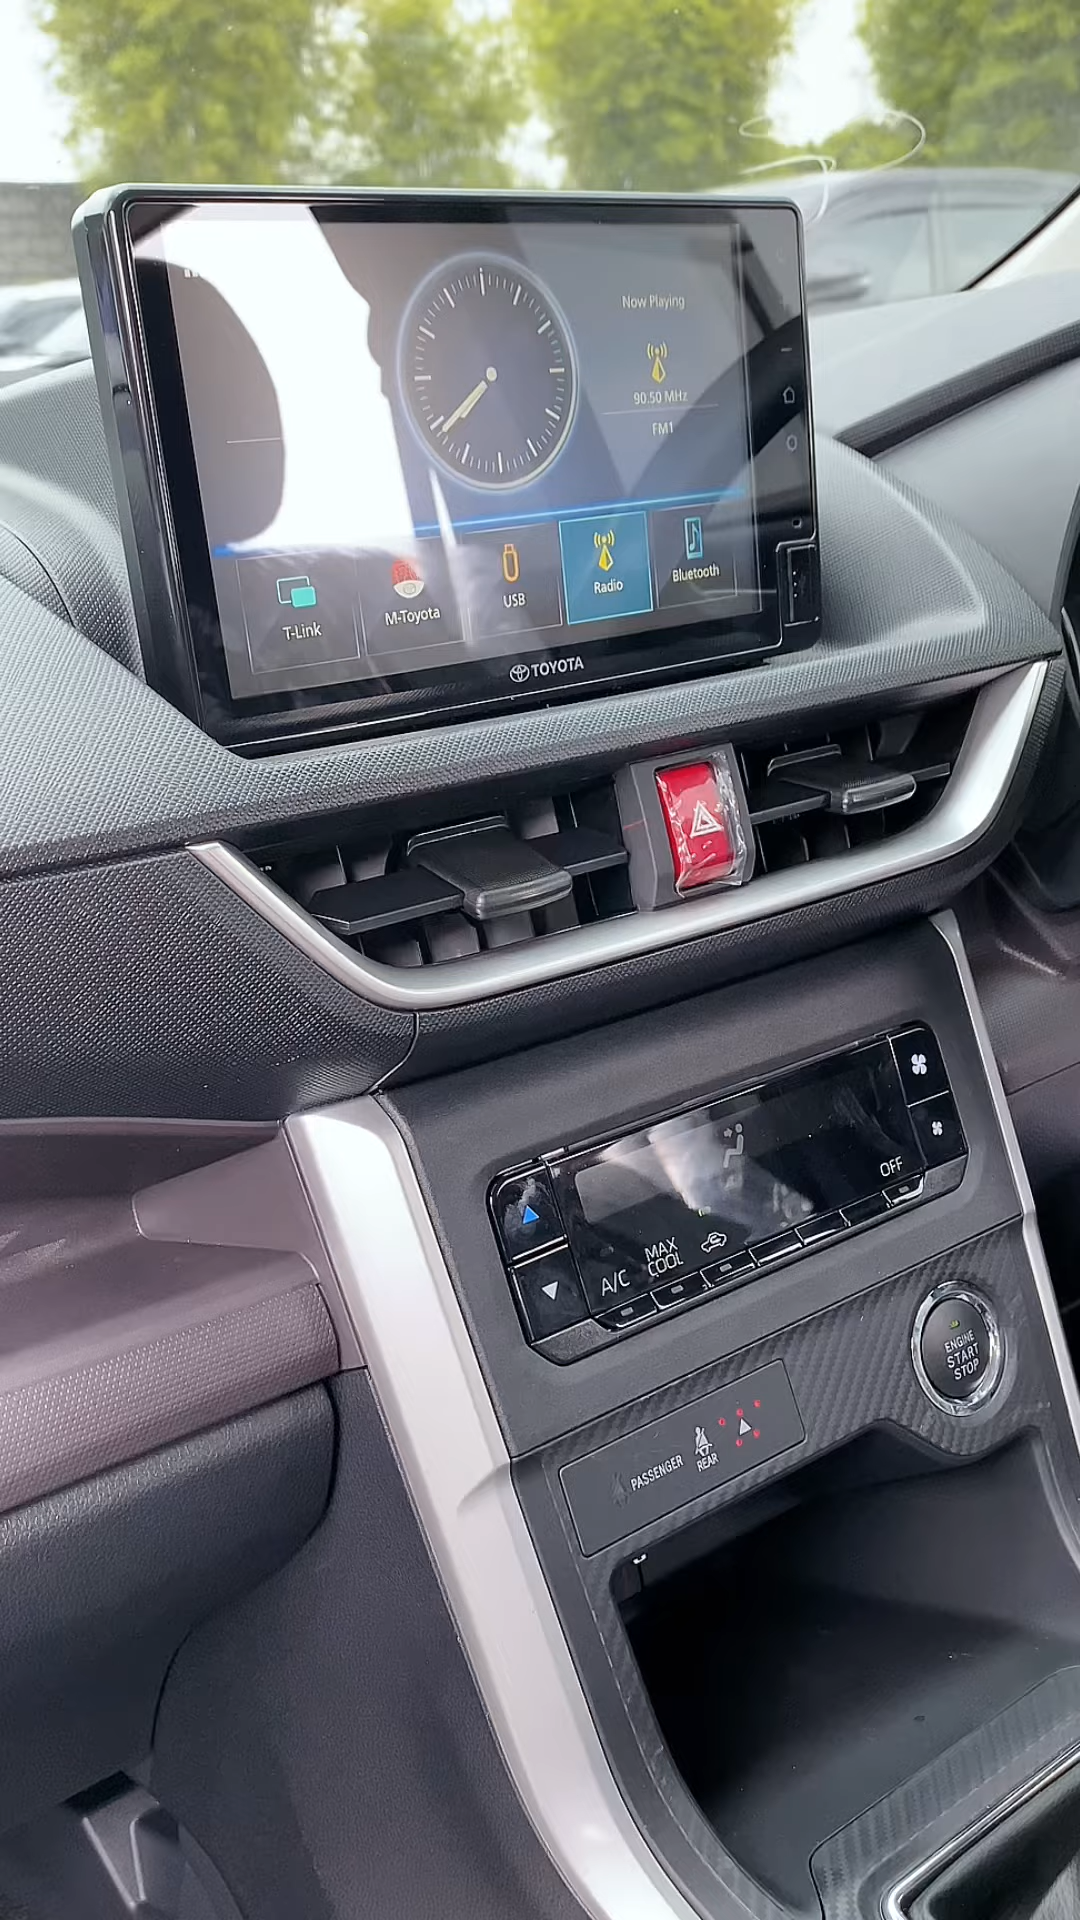 Now Playing
90.50 MHz
FM1
T-Link
M-Toyota
USB
Radio
Bluetooth
TOYOTA
OFF
A/C
MAX
COOL
ENGINE
START
STOP
PASSENGER
REAR